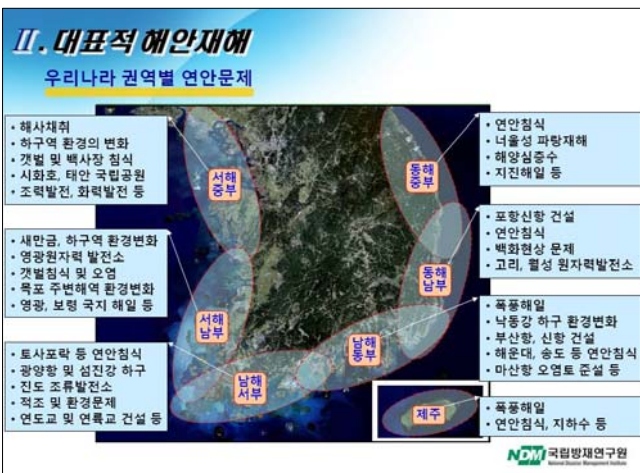 Ⅱ. 대표적 해안재해
우리나라 권역별 연안문제
• 해사채취
• 하구역 환경의 변화
• 갯벌 및 백사장 침식
• 시화호, 태안 국립공원
• 조력발전, 화력발전 등
• 새만금, 하구역 환경변화
• 영광원자력 발전소
• 갯벌침식 및 오염
• 목포 주변해역 환경변화
• 영광, 보령 국지 해일 등
• 토사포락 등 연안침식
• 광양항 및 섬진강 하구
• 진도 조류발전소
• 적조 및 환경문제
• 연도교 및 연륙교 건설 등
서해
중부
서해
남부
남해
서부
남해
동부
동해
중부
동해
남부
제주
• 연안침식
• 너울성 파랑재해
• 해양심층수
• 지진해일 등
• 포항신항 건설
• 연안침식
• 백화현상 문제
• 고리, 월성 원자력발전소
• 폭풍해일
• 낙동강 하구 환경변화
• 부산항, 신항 건설
• 해운대, 송도 등 연안침식
• 마산항 오염토 준설 등
• 폭풍해일
• 연안침식, 지하수 등
NDMI 국립방재연구원
National Disaster Management Institute